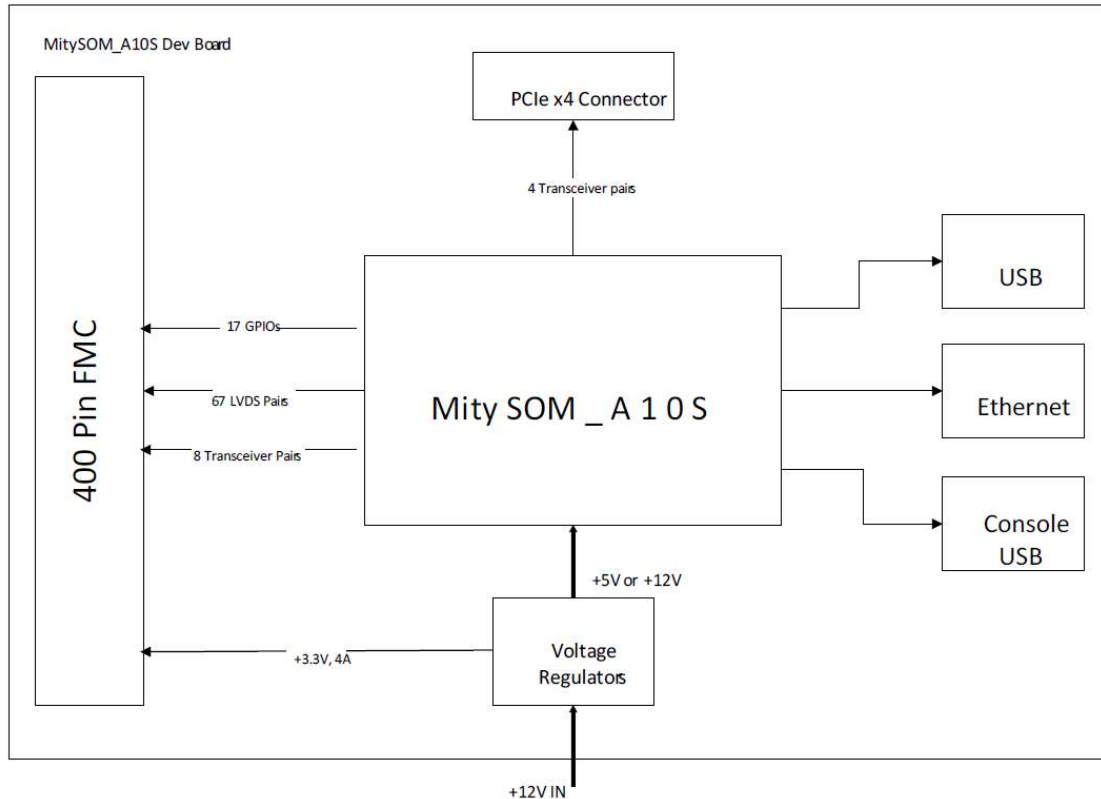 MitySOM_A10S Dev Board
PCIe x4 Connector
4 Transceiver pairs
400 Pin FMC
17 GPIOs
67 LVDS Pairs
8 Transceiver Pairs
Mity SOM _ A 1 0 S
USB
Ethernet
Console
USB
+5V or +12V
+3.3V, 4A
Voltage
Regulators
+12V IN